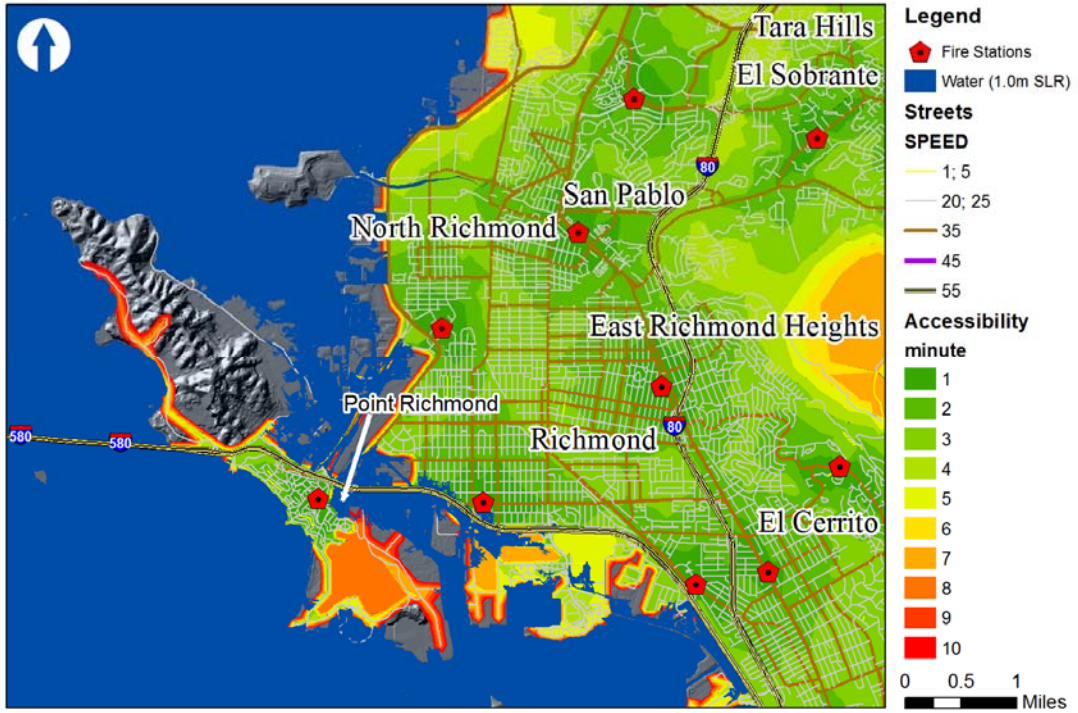 Tara Hills
El Sobrante
80
San Pablo
North Richmond
East Richmond Heights
Point Richmond
80
Richmond
580
580
El Cerrito
Legend
Fire Stations
Water (1.0m SLR)
Streets
SPEED
1; 5
20; 25
35
45
55
Accessibility
minute
1
2
3
4
5
6
7
8
9
10
0 0.5 1
Miles